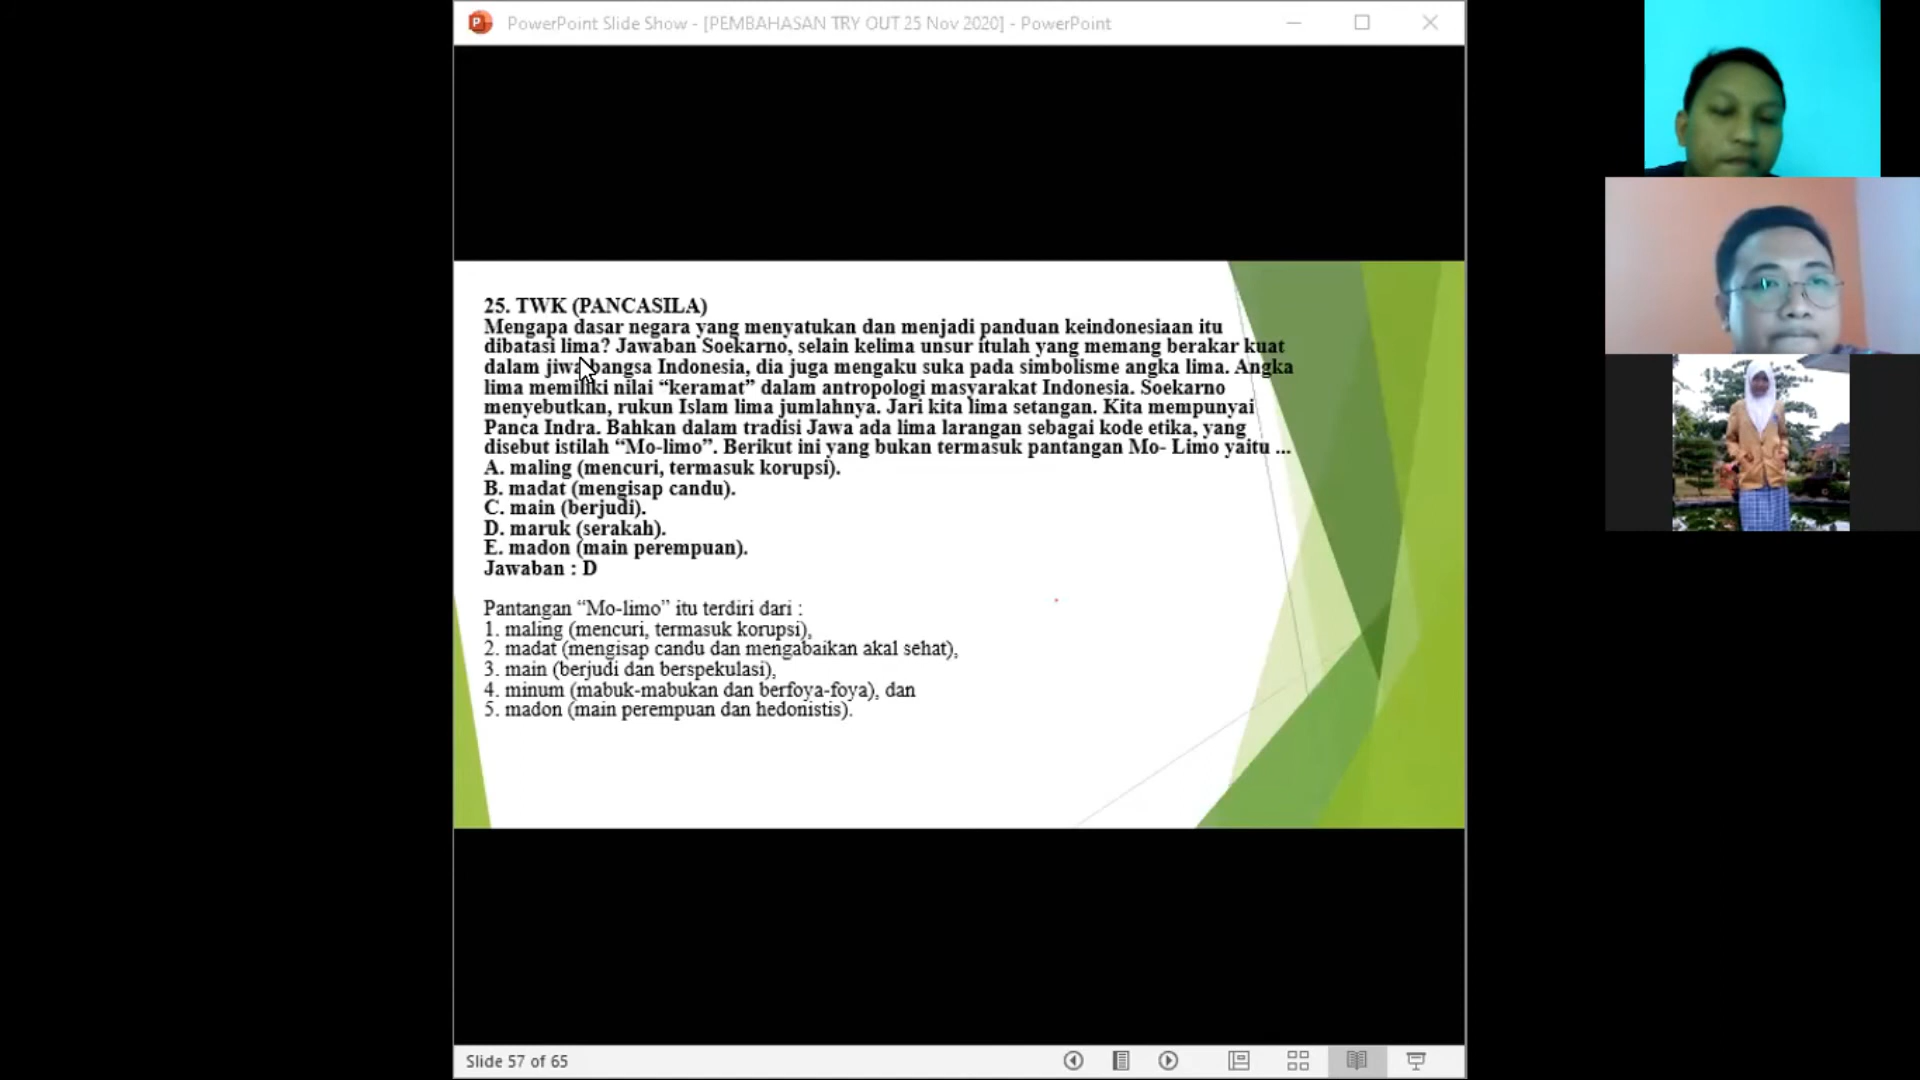 PowerPoint Slide Show - [PEMBAHASAN TRY OUT 25 Nov 2020] - PowerPoint
25. TWK (PANCASILA)
Mengapa dasar negara yang menyatukan dan menjadi panduan keindonesiaan itu
dibatasi lima? Jawaban Soekarno, selain kelima unsur itulah yang memang berakar kuat
dalam jiwa bangsa Indonesia, dia juga mengaku suka pada simbolisme angka lima. Angka
lima memiliki nilai “keramat” dalam antropologi masyarakat Indonesia. Soekarno
menyebutkan, rukun Islam lima jumlahnya. Jari kita lima setangan. Kita mempunyai
Panca Indra. Bahkan dalam tradisi Jawa ada lima larangan sebagai kode etika, yang
disebut istilah “Mo-limo”. Berikut ini yang bukan termasuk pantangan Mo- Limo yaitu ...
A. maling (mencuri, termasuk korupsi).
B. madat (mengisap candu).
C. main (berjudi).
D. maruk (serakah).
E. madon (main perempuan).
Jawaban : D
Pantangan “Mo-limo” itu terdiri dari :
1. maling (mencuri, termasuk korupsi),
2. madat (mengisap candu dan mengabaikan akal sehat),
3. main (berjudi dan berspekulasi),
4. minum (mabuk-mabukan dan berfoya-foya), dan
5. madon (main perempuan dan hedonistis).
Slide 57 of 65